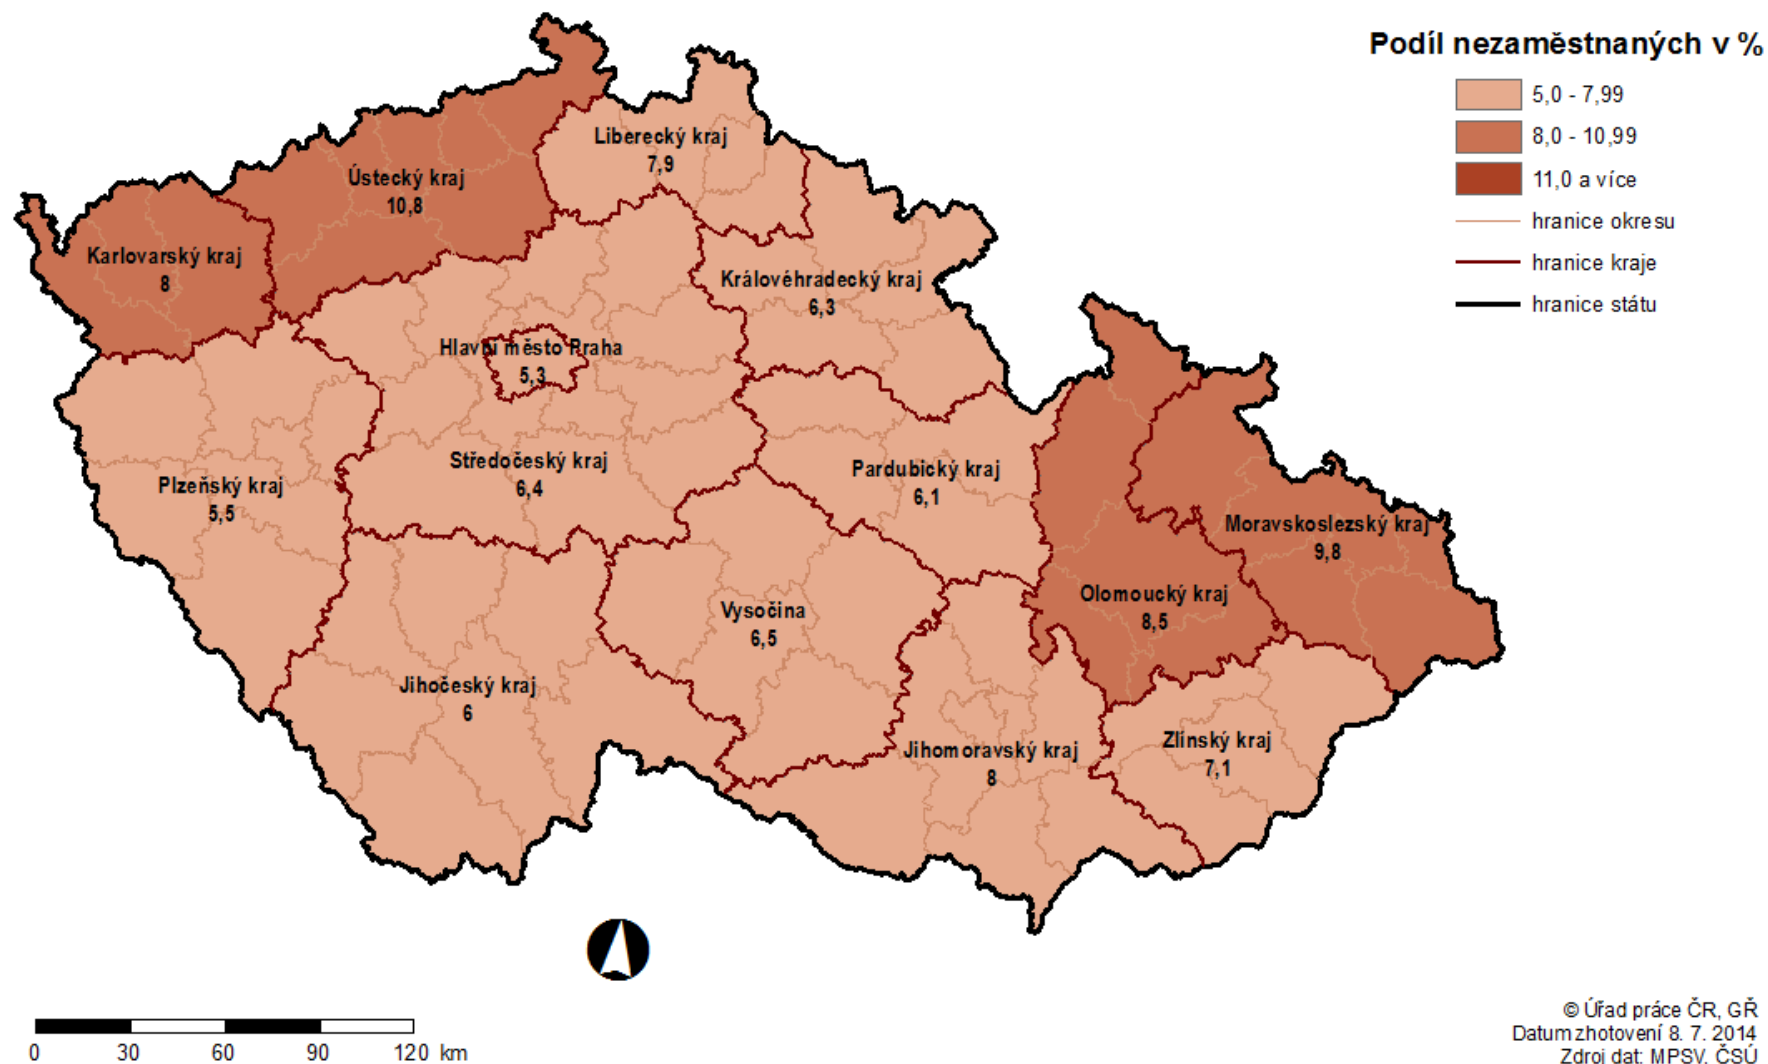 Podíl nezaměstnaných v %
5,0 - 7,99
8,0 - 10,99
11,0 a více
hranice okresu
hranice kraje
hranice státu
Liberecký kraj
7,9
Ústecký kraj
10,8
Karlovarský kraj
8
Královéhradecký kraj
6,3
Hlavní město Praha
5,3
Středočeský kraj
6,4
Pardubický kraj
6,1
Plzeňský kraj
5,5
Moravskoslezský kraj
9,8
Olomoucký kraj
8,5
Vysočina
6,5
Jihočeský kraj
6
Jihomoravský kraj
8
Zlínský kraj
7,1
0 30 60 90 120 km
© Úřad práce ČR, GŘ
Datum zhotovení 8. 7. 2014
Zdroj dat: MPSV, ČSÚ